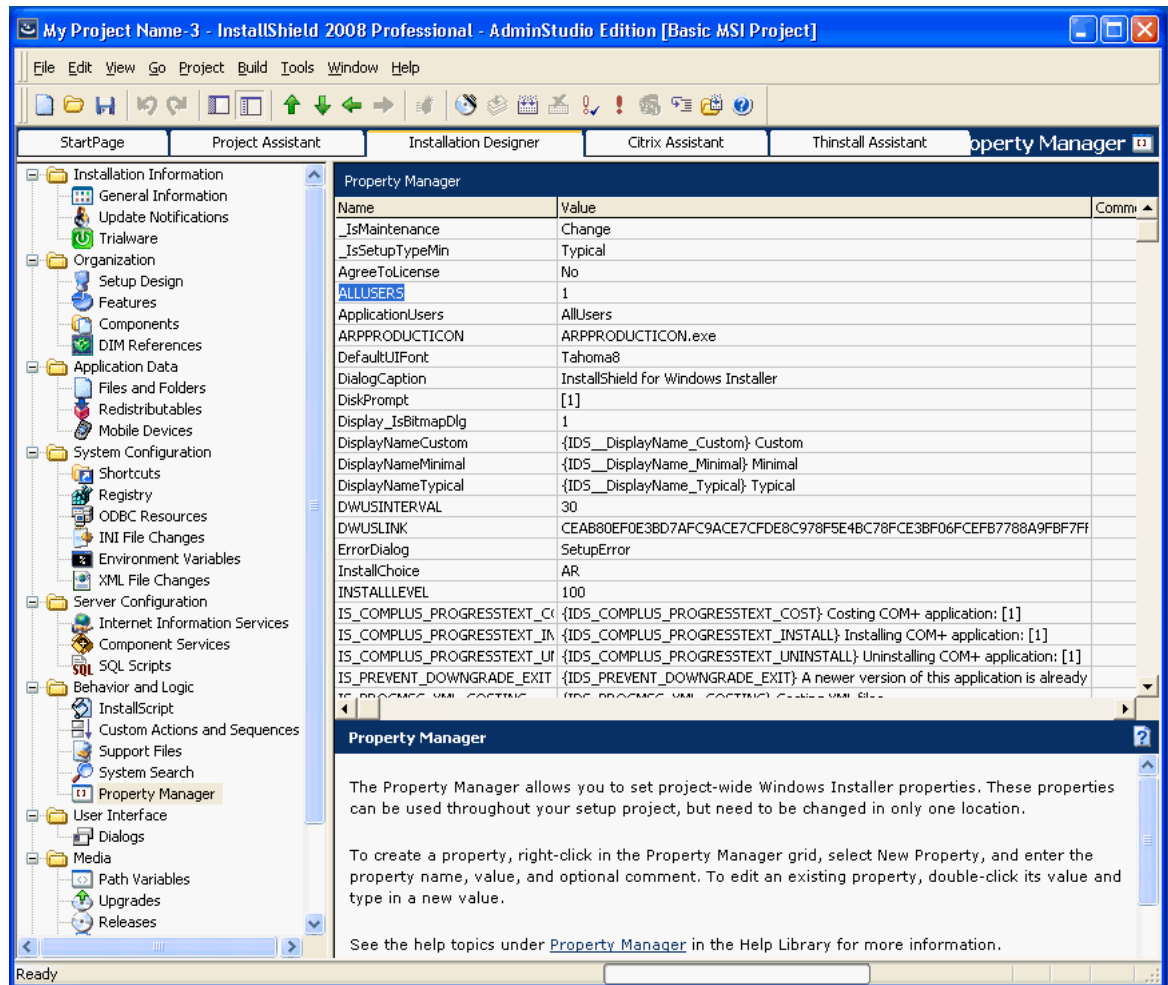 My Project Name-3 - InstallShield 2008 Professional - AdminStudio Edition [Basic MSI Project]
File Edit View Go Project Build Tools Window Help
StartPage Project Assistant Installation Designer Citrix Assistant Thinstall Assistant operty Manager
Installation Information
General Information
Update Notifications
Trialware
Organization
Setup Design
Features
Components
DIM References
Application Data
Files and Folders
Redistributables
Mobile Devices
System Configuration
Shortcuts
Registry
ODBC Resources
INI File Changes
Environment Variables
XML File Changes
Server Configuration
Internet Information Services
Component Services
SQL Scripts
Behavior and Logic
InstallScript
Custom Actions and Sequences
Support Files
System Search
Property Manager
User Interface
Dialogs
Media
Path Variables
Upgrades
Releases
Property Manager
Name Value Comm
_IsMaintenance Change
_IsSetupTypeMin Typical
AgreeToLicense No
ALLUSERS 1
ApplicationUsers AllUsers
ARPPRODUCTICON ARPPRODUCTICON.exe
DefaultUIFont Tahoma8
DialogCaption InstallShield for Windows Installer
DiskPrompt [1]
Display_IsBitmapDlg 1
DisplayNameCustom {IDS__DisplayName_Custom} Custom
DisplayNameMinimal {IDS__DisplayName_Minimal} Minimal
DisplayNameTypical {IDS__DisplayName_Typical} Typical
DWUSINTERVAL 30
DWUSLINK CEAB80EF0E3BD7AFC9ACE7CFDE8C978F5E4BC78FCE3BF06FCEFB7788A9FBF7FF
ErrorDialog SetupError
InstallChoice AR
INSTALLLEVEL 100
IS_COMPLUS_PROGRESSTEXT_CO {IDS_COMPLUS_PROGRESSTEXT_COST} Costing COM+ application: [1]
IS_COMPLUS_PROGRESSTEXT_IN {IDS_COMPLUS_PROGRESSTEXT_INSTALL} Installing COM+ application: [1]
IS_COMPLUS_PROGRESSTEXT_UN {IDS_COMPLUS_PROGRESSTEXT_UNINSTALL} Uninstalling COM+ application: [1]
IS_PREVENT_DOWNGRADE_EXIT {IDS_PREVENT_DOWNGRADE_EXIT} A newer version of this application is already
Property Manager
The Property Manager allows you to set project-wide Windows Installer properties. These properties
can be used throughout your setup project, but need to be changed in only one location.
To create a property, right-click in the Property Manager grid, select New Property, and enter the
property name, value, and optional comment. To edit an existing property, double-click its value and
type in a new value.
See the help topics under Property Manager in the Help Library for more information.
Ready